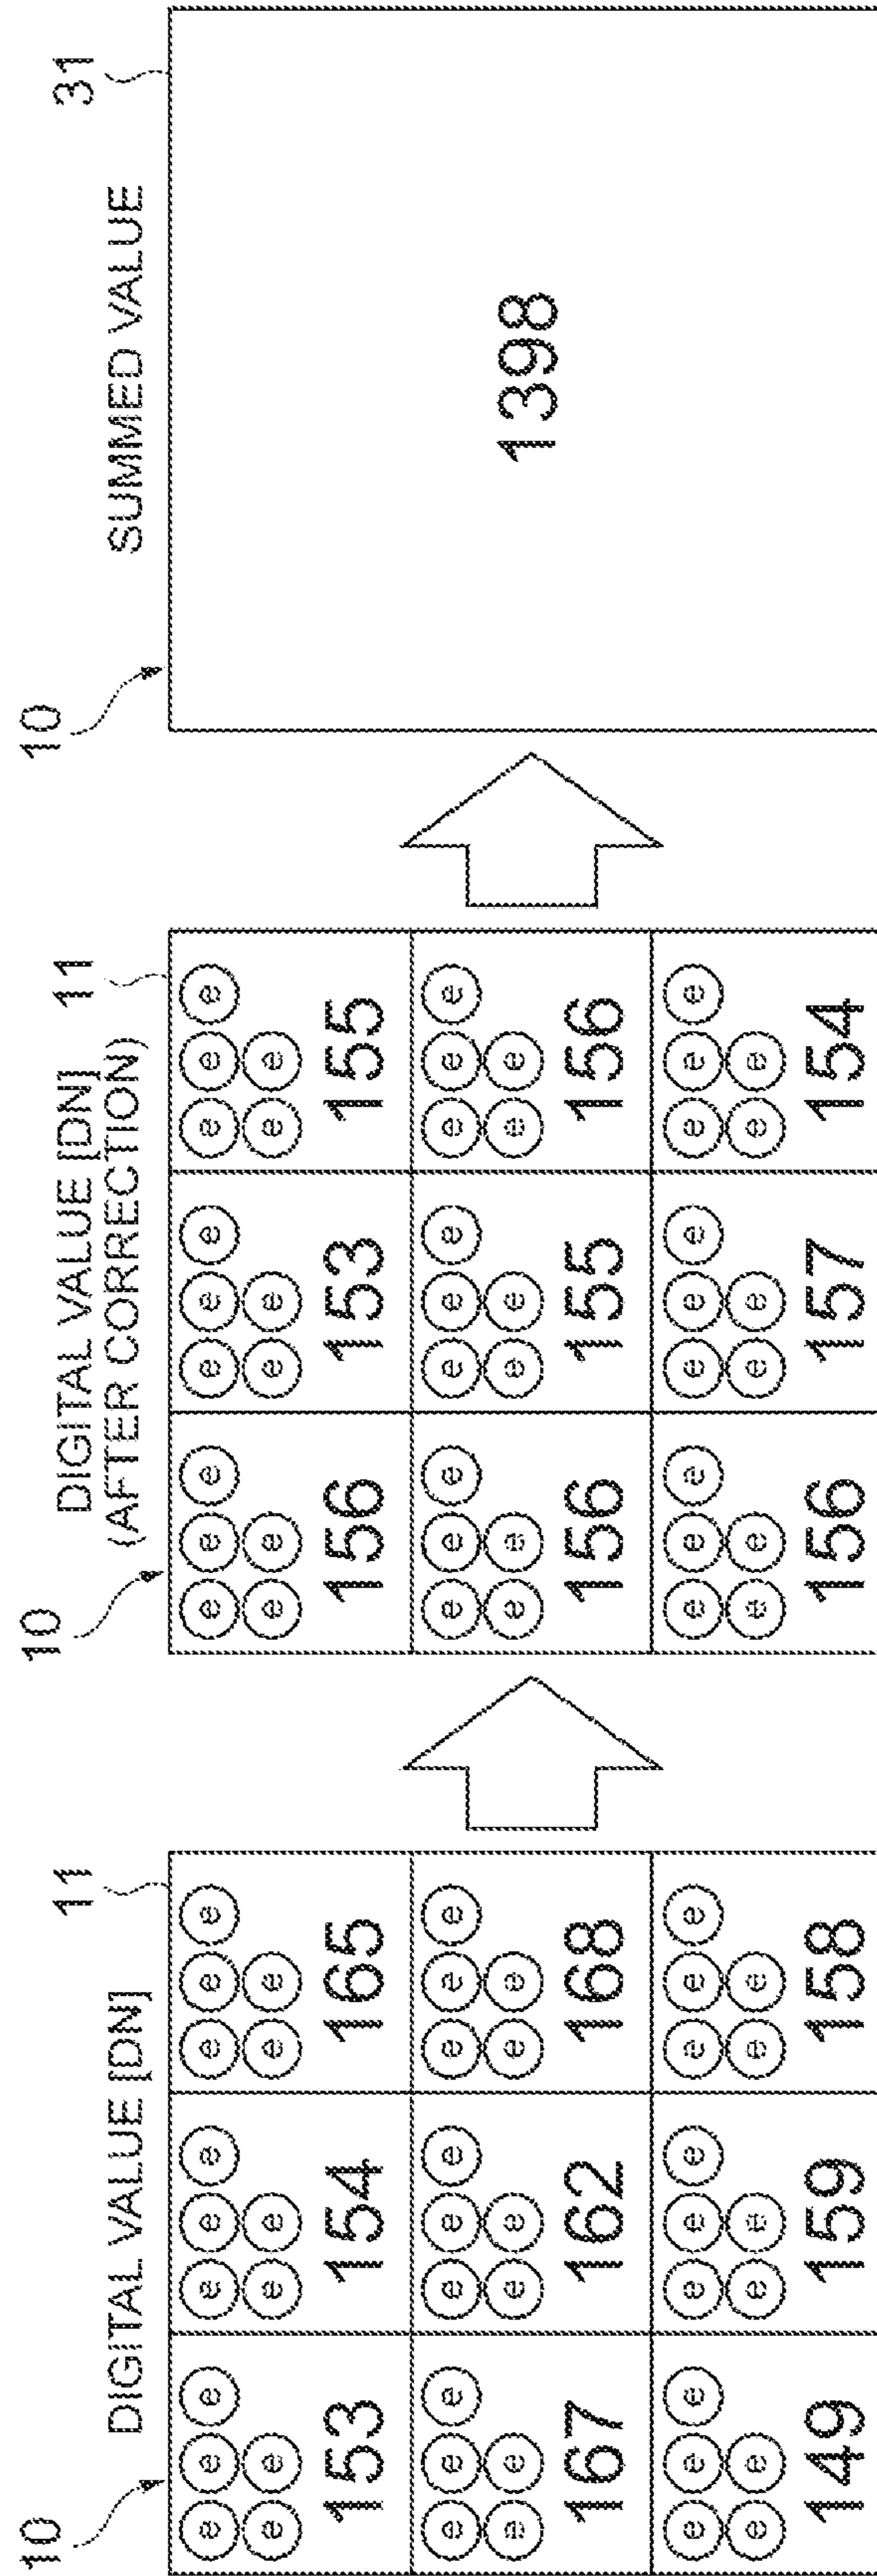 10
DIGITAL VALUE [DN]
11
e e e e e e e e e
e e e e e e
153 154 165
e e e e e e e e e
e e e e e e
167 162 168
e e e e e e e e e
e e e e e e
149 159 158
10
DIGITAL VALUE [DN]
(AFTER CORRECTION)
11
e e e e e e e e e
e e e e e e
156 153 155
e e e e e e e e e
e e e e e e
156 155 156
e e e e e e e e e
e e e e e e
156 157 154
10
SUMMED VALUE
31
1398